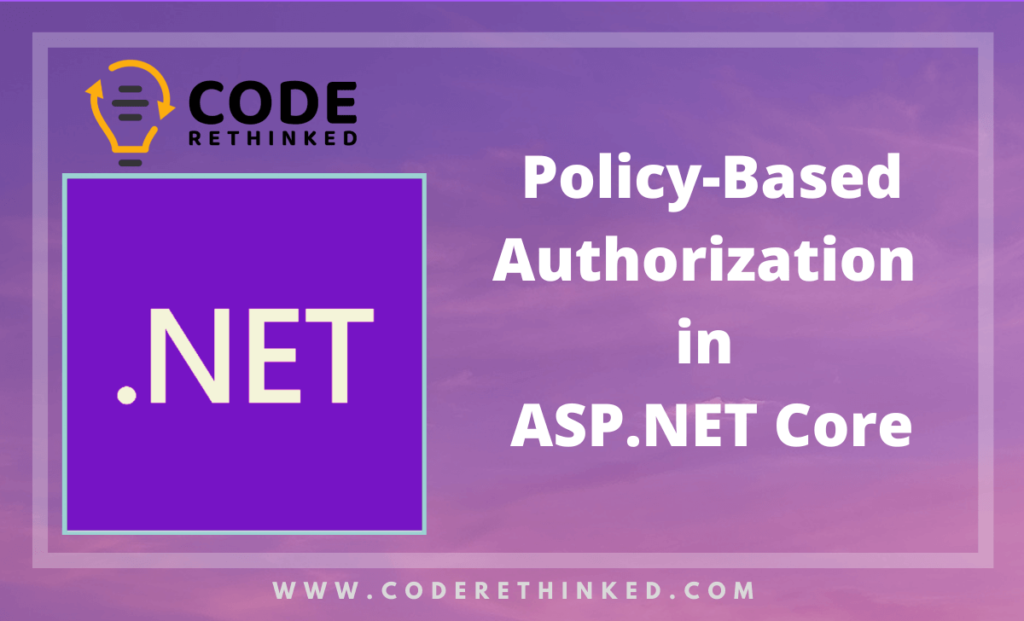 CODE
RETHINKED
.NET
Policy-Based
Authorization
in
ASP.NET Core
WWW.CODERETHINKED.COM